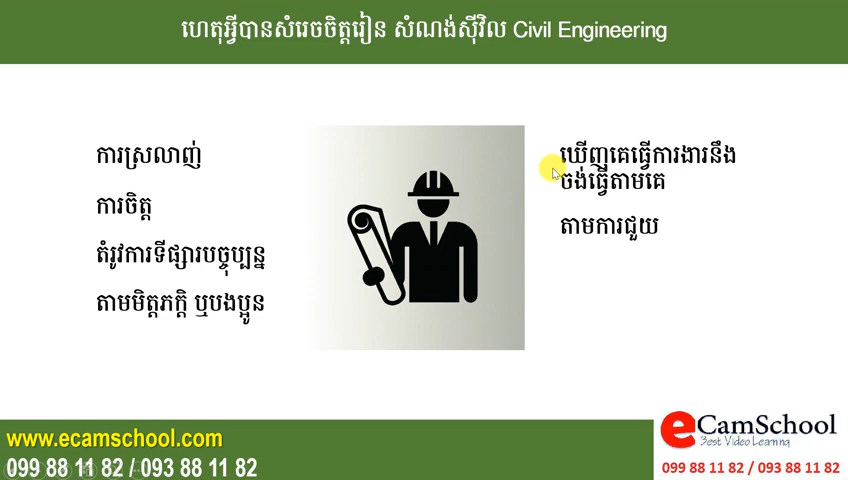 ហេតុអ្វីបានសំរេចចិត្តរៀន សំណង់ស៊ីវិល Civil Engineering
ការស្រលាញ់
ការចិត្ត
តំរូវការទីផ្សារបច្ចុប្បន្ន
តាមមិត្តភក្តិ ឬបងប្អូន
ឃើញគេធ្វើការងារនឹង
ចង់ធ្វើតាមគេ
តាមការជួយ
www.ecamschool.com
099 88 11 82 / 093 88 11 82
eCamSchool
Best Video Learning
099 88 11 82 / 093 88 11 82